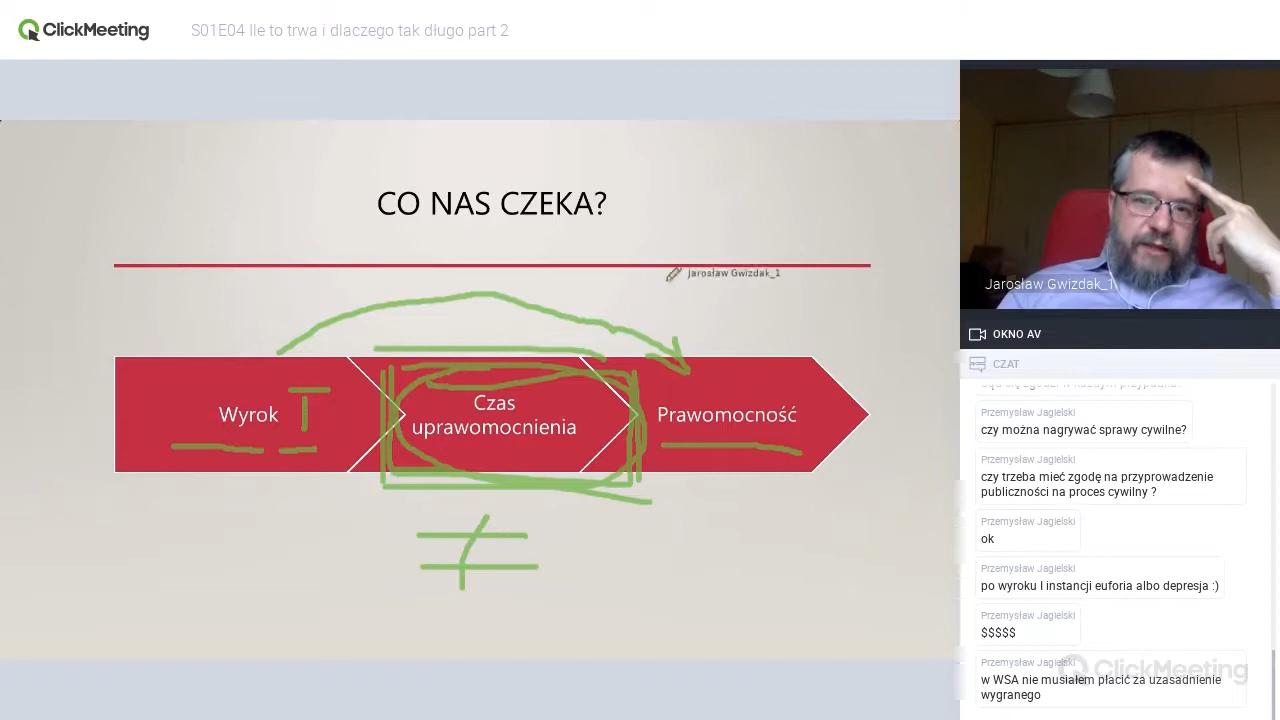 ClickMeeting
S01E04 Ile to trwa i dlaczego tak długo part 2
CO NAS CZEKA?
Jarosław Gwizdak_1
Wyrok I
Czas
uprawomocnienia
Prawomocność
≠
Jarosław Gwizdak_1
OKNO AV
CZAT
Przemysław Jagielski
czy można nagrywać sprawy cywilne?
Przemysław Jagielski
czy trzeba mieć zgodę na przyprowadzenie
publiczności na proces cywilny ?
Przemysław Jagielski
ok
Przemysław Jagielski
po wyroku I instancji euforia albo depresja :)
Przemysław Jagielski
$$$$$
Przemysław Jagielski
w WSA nie musiałem płacić za uzasadnienie
wygranego
ClickMeeting